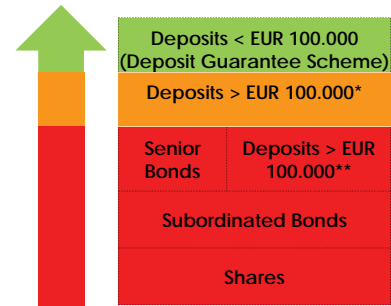 Deposits < EUR 100.000
(Deposit Guarantee Scheme)
Deposits > EUR 100.000*
Senior
Bonds
Deposits > EUR
100.000**
Subordinated Bonds
Shares